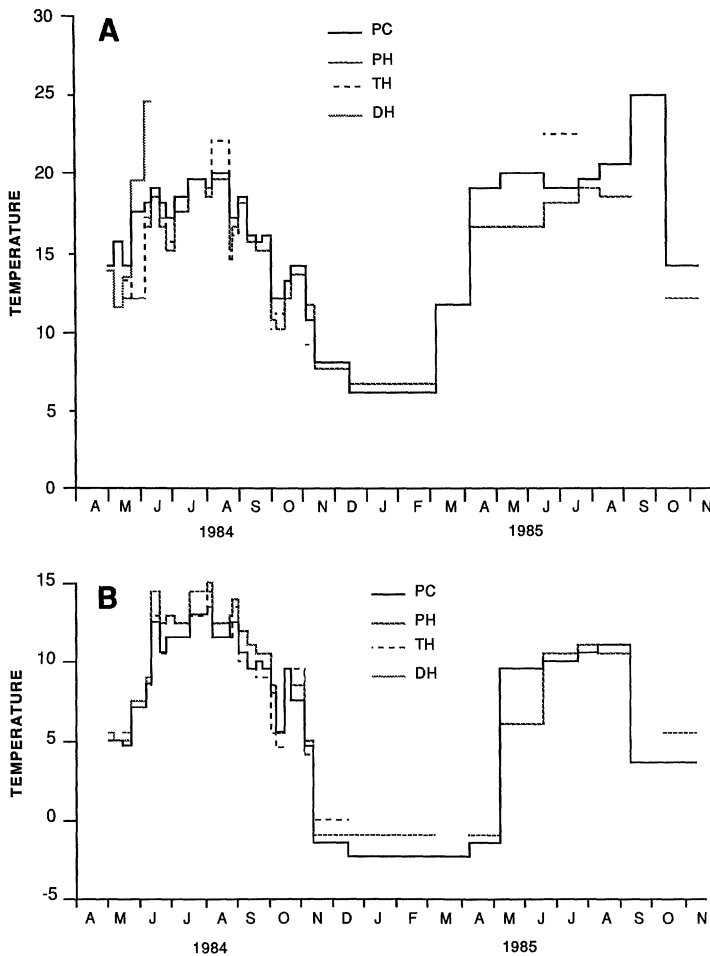 A
PC
PH
TH
DH
TEMPERATURE
30
25
20
15
10
5
0
A M J J A S O N D J F M A M J J A S O N
1984 1985
B
PC
PH
TH
DH
TEMPERATURE
15
10
5
0
-5
A M J J A S O N D J F M A M J J A S O N
1984 1985